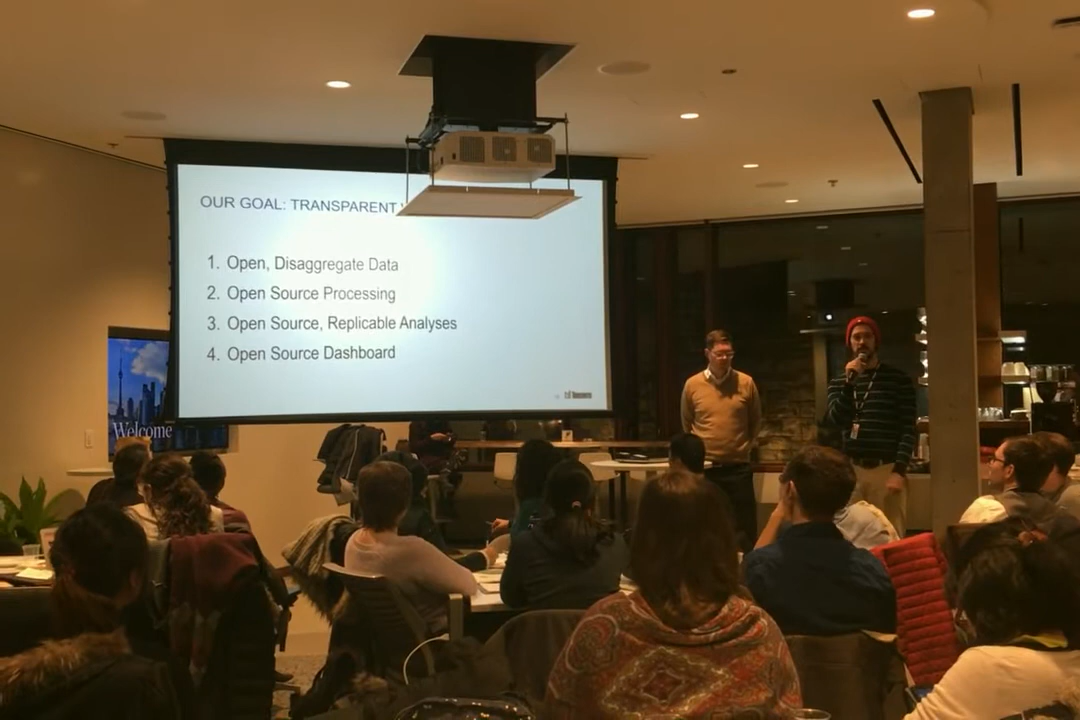 OUR GOAL: TRANSPARENT
1. Open, Disaggregate Data
2. Open Source Processing
3. Open Source, Replicable Analyses
4. Open Source Dashboard
Toronto
Welcome